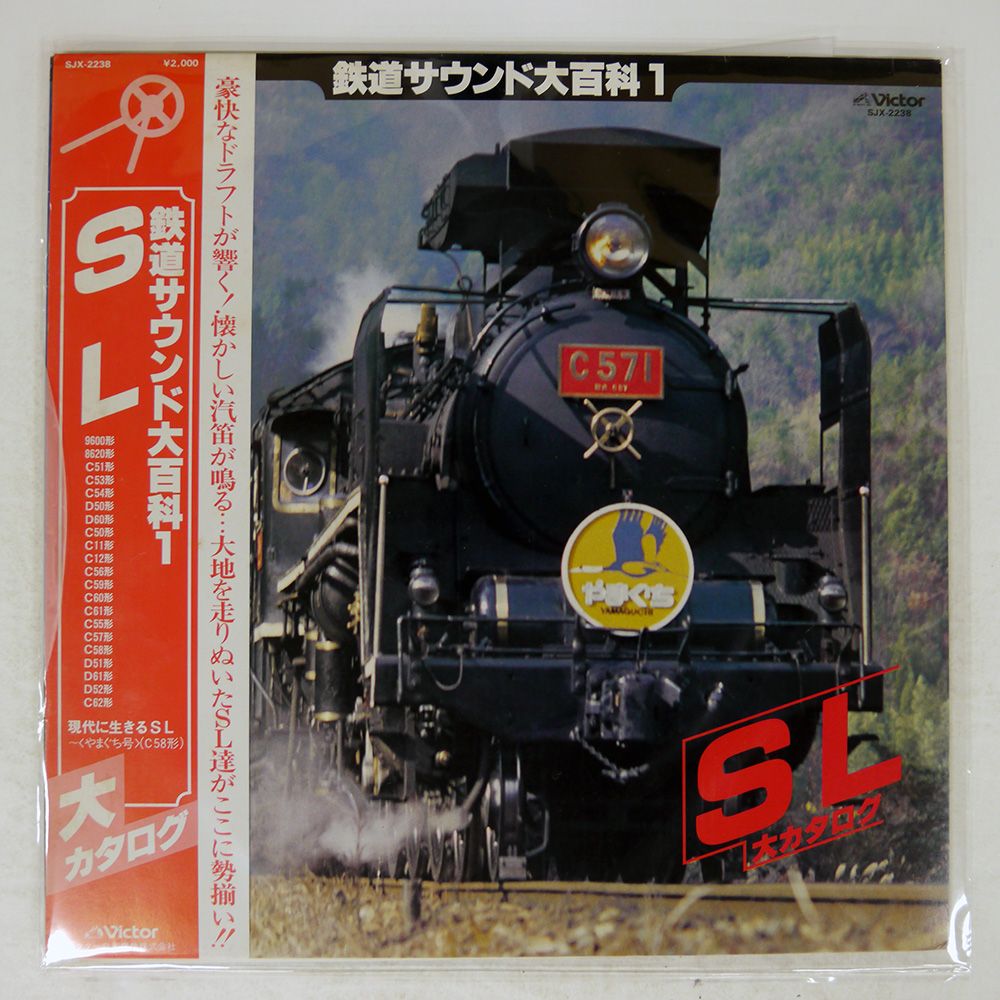 SJX-2238 ¥2,000
鉄道サウンド大百科1
SL
9600形
8620形
C51形
C53形
C54形
D50形
D60形
C50形
C11形
C12形
C56形
C59形
C60形
C61形
C55形
C57形
C58形
D51形
D61形
D52形
C62形
現代に生きるSL
〜〈やまぐち号〉(C58形)
大
カタログ
Victor
豪快なドラフトが響く!懐かしい汽笛が鳴る…大地を走りぬいたSL達がここに勢揃い!!
鉄道サウンド大百科1
Victor
SJX-2238
C571
やまぐち
YAMAGUCHI
SL
大カタログ